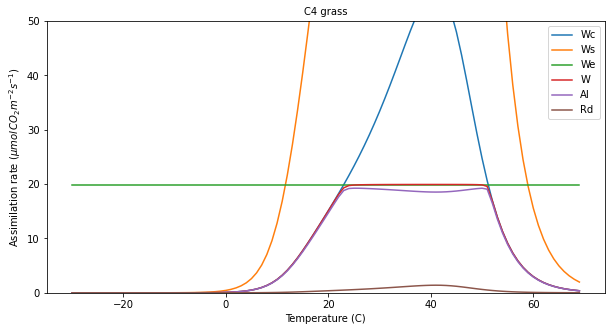 C4 grass
Assimilation rate (μmolCO₂m⁻²s⁻¹)
50
40
30
20
10
0
−20
0
20
40
60
Temperature (C)
Wc
Ws
We
W
Al
Rd